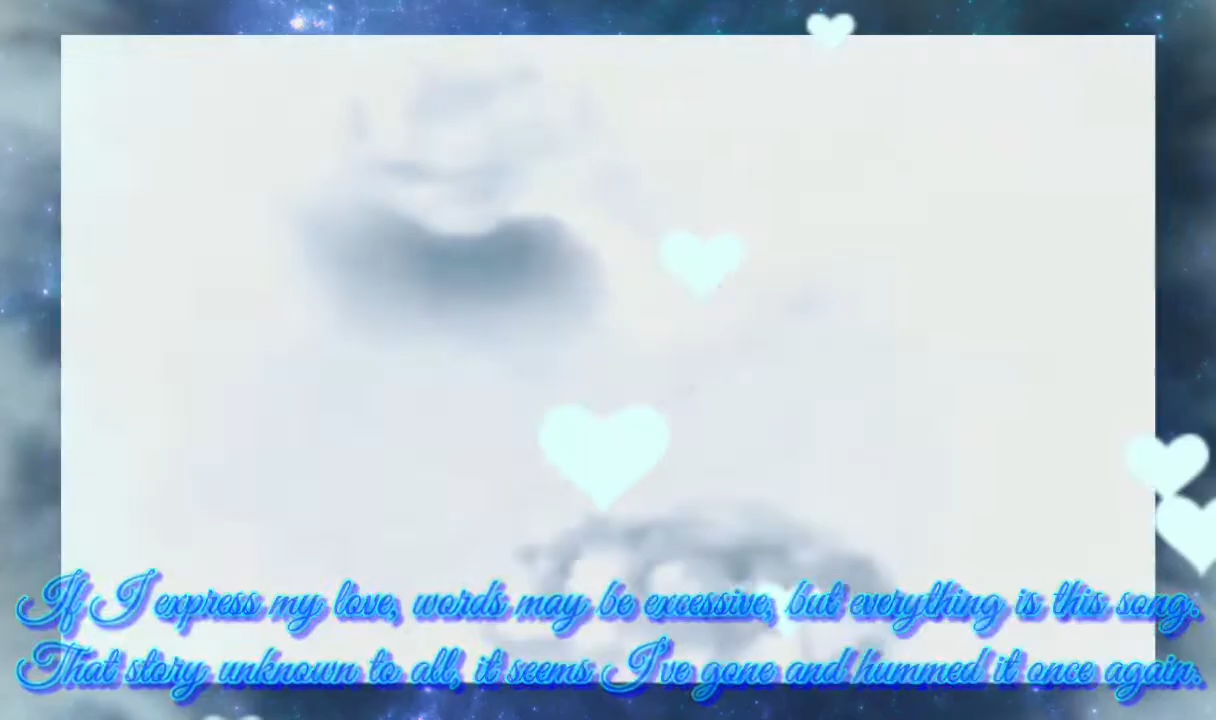 If I express my love, words may be excessive, but everything is this song.
That story unknown to all, it seems I've gone and hummed it once again.